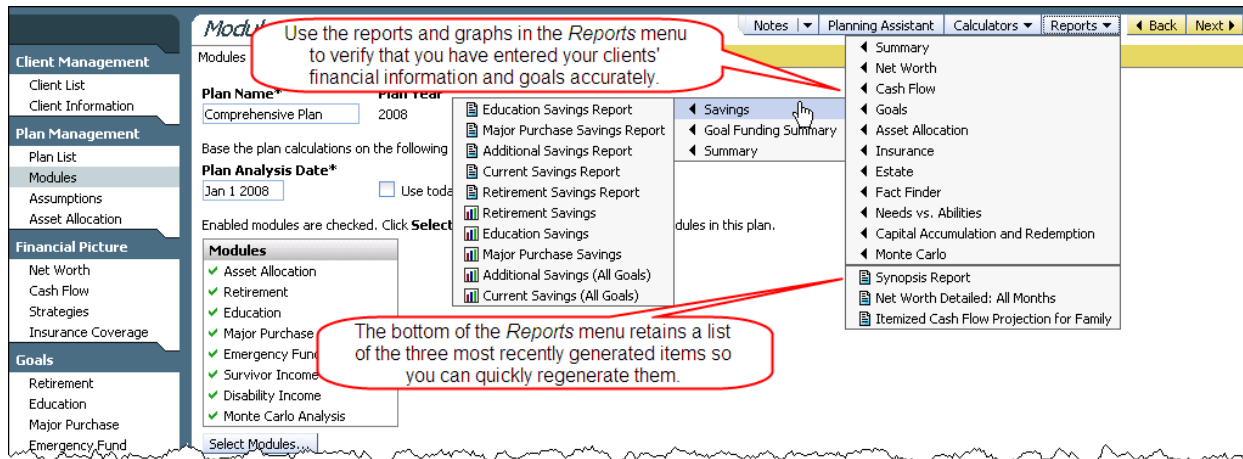 Modul
Notes
Planning Assistant
Calculators
Reports
Back
Next
Use the reports and graphs in the Reports menu
to verify that you have entered your clients'
financial information and goals accurately.
Client Management
Client List
Client Information
Plan Management
Plan List
Modules
Assumptions
Asset Allocation
Financial Picture
Net Worth
Cash Flow
Strategies
Insurance Coverage
Goals
Retirement
Education
Major Purchase
Emergency Fund
Modules
Plan Name*
Plan Year
Comprehensive Plan
2008
Base the plan calculations on the following
Plan Analysis Date*
Jan 1 2008
Use toda
Enabled modules are checked. Click Select
dules in this plan.
Modules
Asset Allocation
Retirement
Education
Major Purchase
Emergency Fund
Survivor Income
Disability Income
Monte Carlo Analysis
Select Modules...
Education Savings Report
Major Purchase Savings Report
Additional Savings Report
Current Savings Report
Retirement Savings Report
Retirement Savings
Education Savings
Major Purchase Savings
Additional Savings (All Goals)
Current Savings (All Goals)
Savings
Goal Funding Summary
Summary
Summary
Net Worth
Cash Flow
Goals
Asset Allocation
Insurance
Estate
Fact Finder
Needs vs. Abilities
Capital Accumulation and Redemption
Monte Carlo
Synopsis Report
Net Worth Detailed: All Months
Itemized Cash Flow Projection for Family
The bottom of the Reports menu retains a list
of the three most recently generated items so
you can quickly regenerate them.